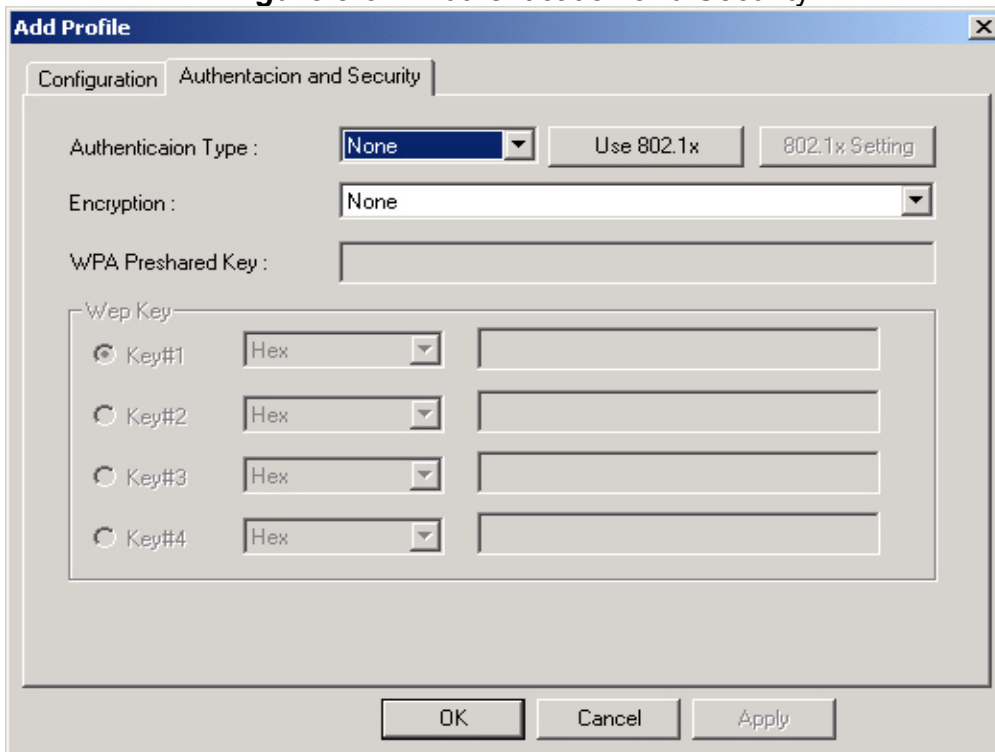 Add Profile
Configuration
Authentacion and Security
Authenticaion Type :
None
Use 802.1x
802.1x Setting
Encryption :
None
WPA Preshared Key :
Wep Key
Key#1
Hex
Key#2
Hex
Key#3
Hex
Key#4
Hex
OK
Cancel
Apply